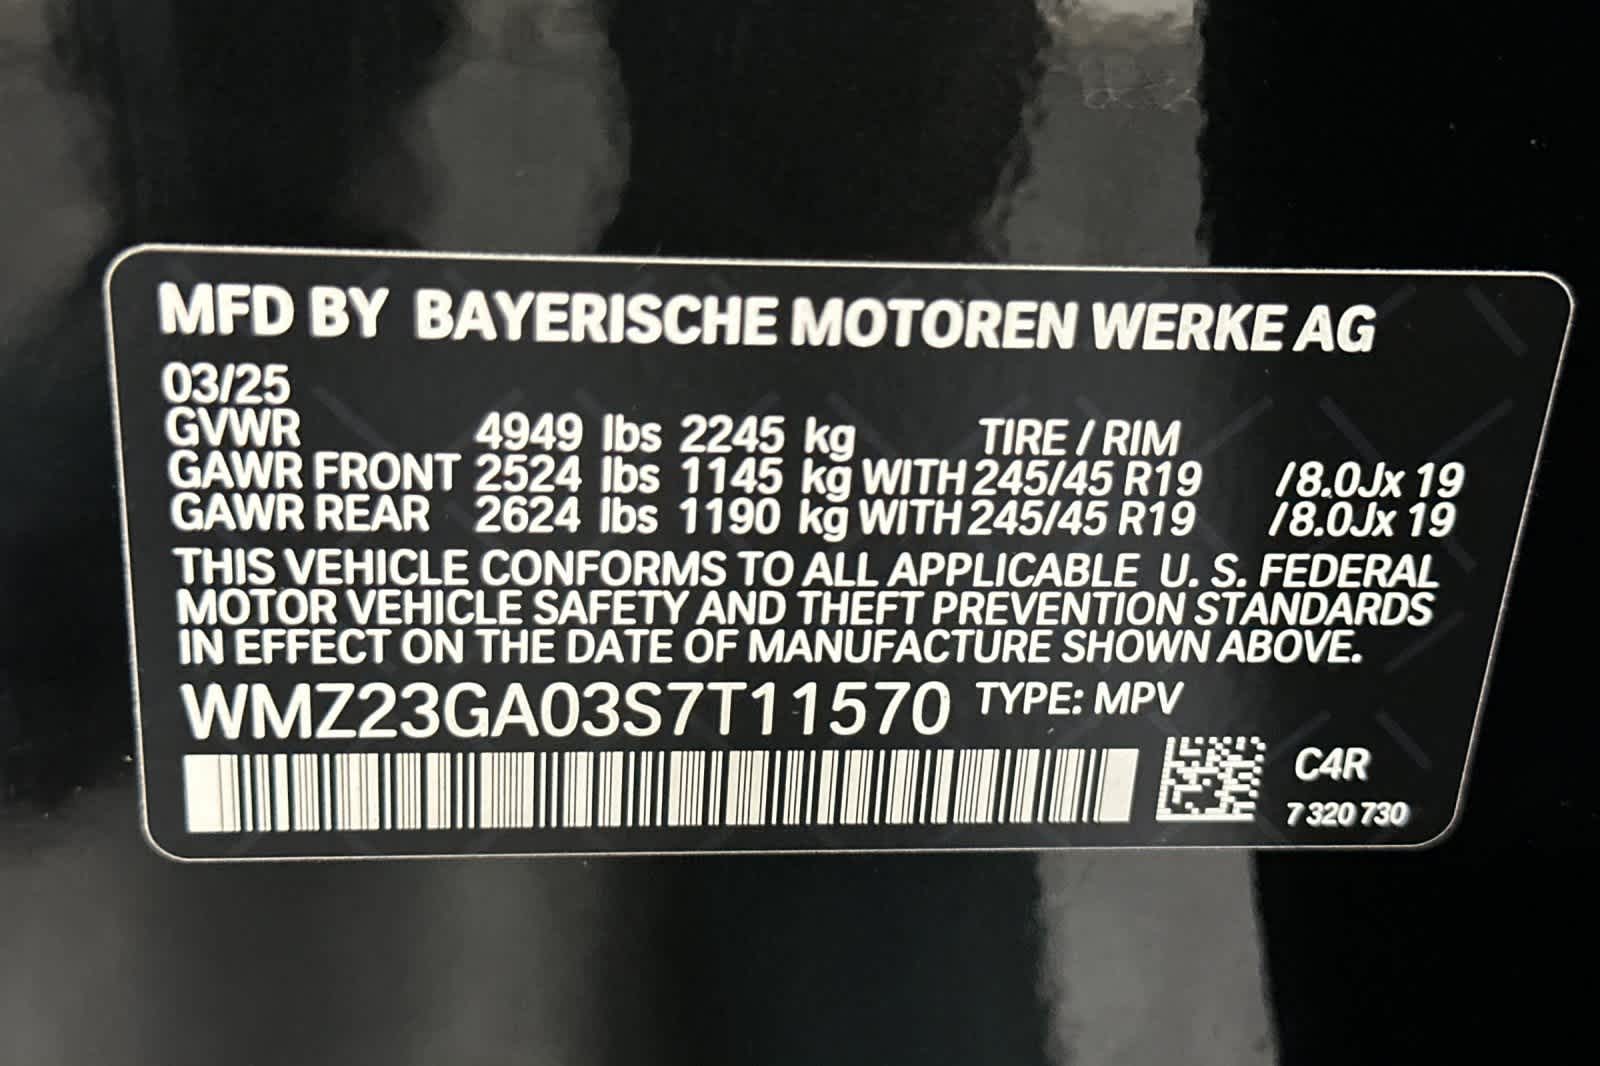 MFD BY BAYERISCHE MOTOREN WERKE AG
03/25
GVWR 4949 lbs 2245 kg TIRE / RIM
GAWR FRONT 2524 lbs 1145 kg WITH 245/45 R19 /8.0Jx 19
GAWR REAR 2624 lbs 1190 kg WITH 245/45 R19 /8.0Jx 19
THIS VEHICLE CONFORMS TO ALL APPLICABLE U. S. FEDERAL
MOTOR VEHICLE SAFETY AND THEFT PREVENTION STANDARDS
IN EFFECT ON THE DATE OF MANUFACTURE SHOWN ABOVE.
WMZ23GA03S7T11570 TYPE: MPV
C4R
7 320 730